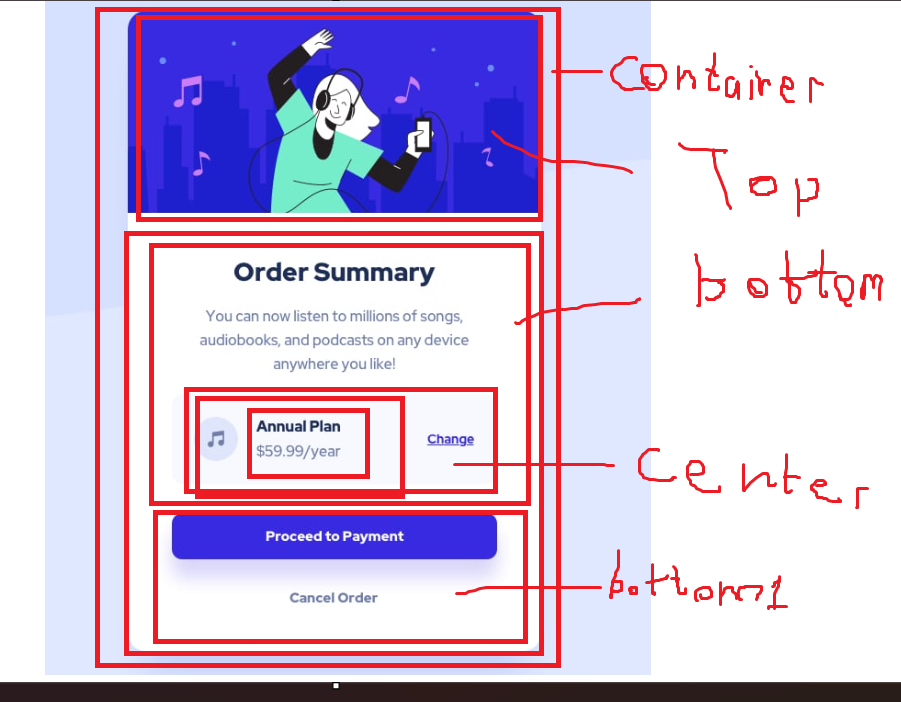 Container
Top
bottom
Order Summary
You can now listen to millions of songs,
audiobooks, and podcasts on any device
anywhere you like!
Annual Plan
$59.99/year
Change
Center
Proceed to Payment
bottom1
Cancel Order